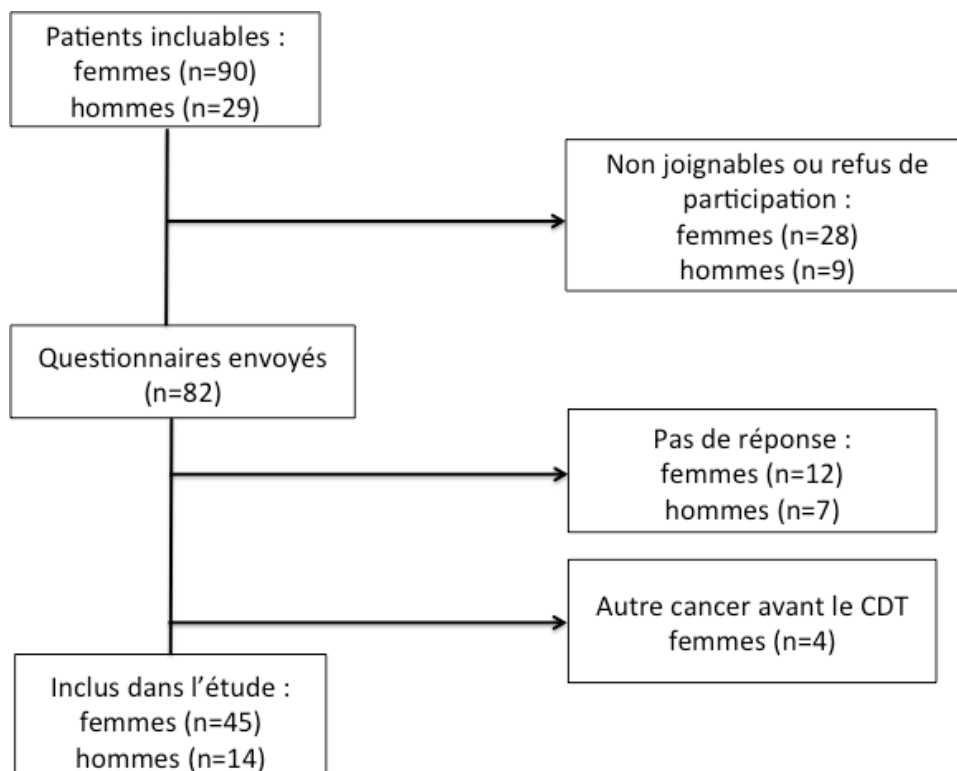 Patients incluables :
femmes (n=90)
hommes (n=29)
Non joignables ou refus de
participation :
femmes (n=28)
hommes (n=9)
Questionnaires envoyés
(n=82)
Pas de réponse :
femmes (n=12)
hommes (n=7)
Autre cancer avant le CDT
femmes (n=4)
Inclus dans l'étude :
femmes (n=45)
hommes (n=14)